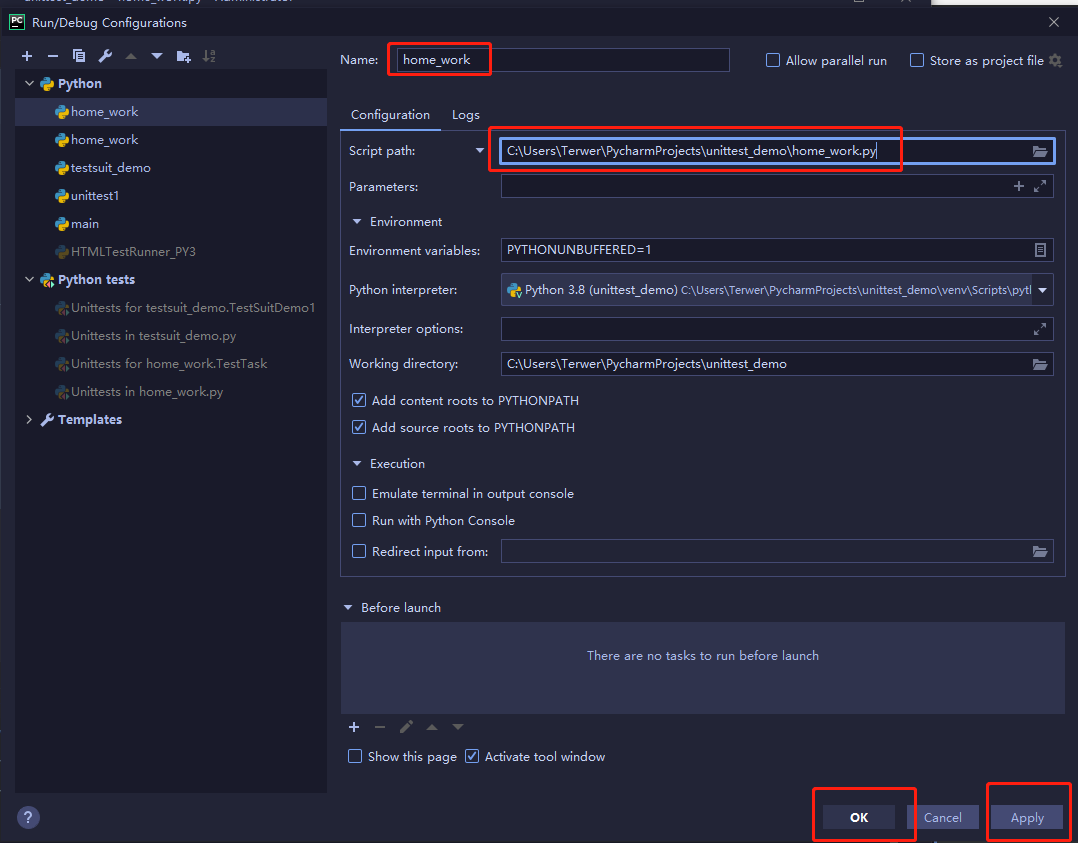 PC Run/Debug Configurations
Name: home_work
Allow parallel run
Store as project file
Python
home_work
home_work
testsuit_demo
unittest1
main
HTMLTestRunner_PY3
Python tests
Unittests for testsuit_demo.TestSuitDemo1
Unittests in testsuit_demo.py
Unittests for home_work.TestTask
Unittests in home_work.py
Templates
Configuration Logs
Script path: C:\Users\Terwer\PycharmProjects\unittest_demo\home_work.py
Parameters:
Environment
Environment variables: PYTHONUNBUFFERED=1
Python interpreter: Python 3.8 (unittest_demo) C:\Users\Terwer\PycharmProjects\unittest_demo\venv\Scripts\pytl
Interpreter options:
Working directory: C:\Users\Terwer\PycharmProjects\unittest_demo
Add content roots to PYTHONPATH
Add source roots to PYTHONPATH
Execution
Emulate terminal in output console
Run with Python Console
Redirect input from:
Before launch
There are no tasks to run before launch
Show this page Activate tool window
? OK Cancel Apply